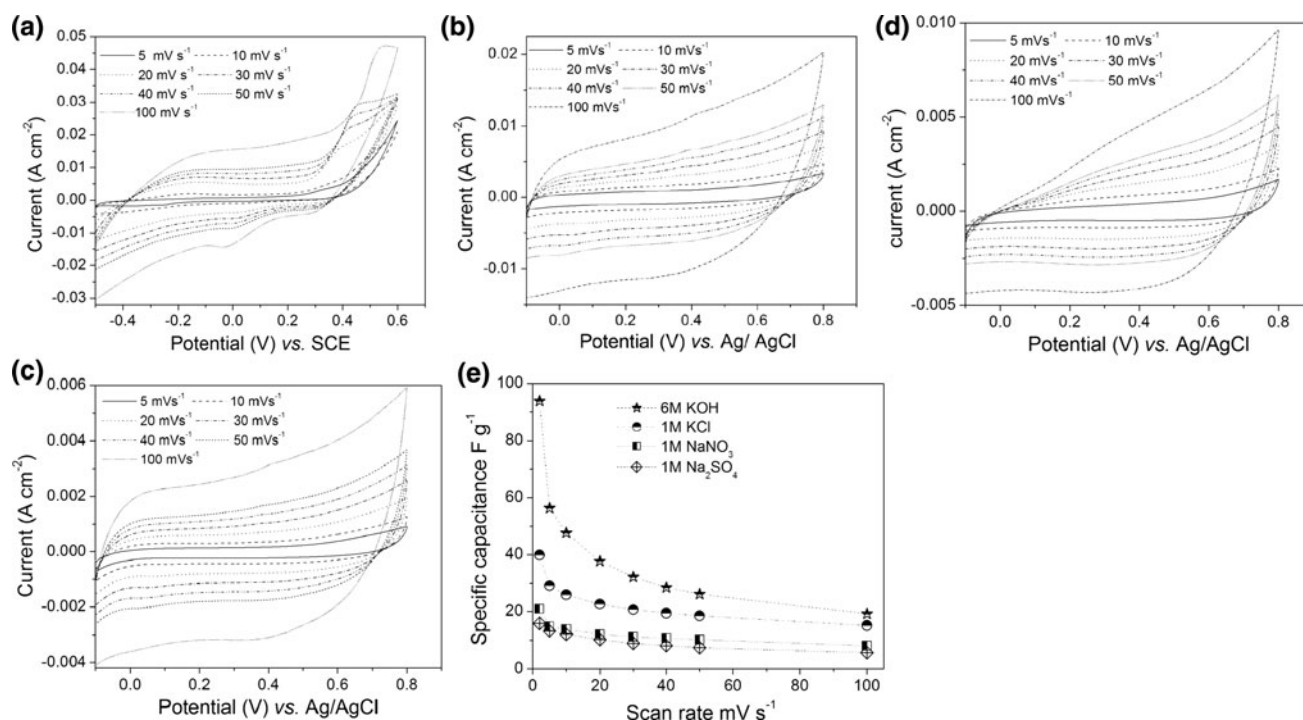 (a)
0.05
0.04
0.03
0.02
0.01
0.00
-0.01
-0.02
-0.03
Current (A cm⁻²)
5 mV s⁻¹ 10 mV s⁻¹
20 mV s⁻¹ 30 mV s⁻¹
40 mV s⁻¹ 50 mV s⁻¹
100 mV s⁻¹
-0.4 -0.2 0.0 0.2 0.4 0.6
Potential (V) vs. SCE
(b)
0.02
0.01
0.00
-0.01
Current (A cm⁻²)
5 mVs⁻¹ 10 mVs⁻¹
20 mVs⁻¹ 30 mVs⁻¹
40 mVs⁻¹ 50 mVs⁻¹
100 mVs⁻¹
0.0 0.2 0.4 0.6 0.8
Potential (V) vs. Ag/ AgCl
(d)
0.010
0.005
0.000
-0.005
current (A cm⁻²)
5 mVs⁻¹ 10 mVs⁻¹
20 mVs⁻¹ 30 mVs⁻¹
40 mVs⁻¹ 50 mVs⁻¹
100 mVs⁻¹
0.0 0.2 0.4 0.6 0.8
Potential (V) vs. Ag/AgCl
(c)
0.006
0.004
0.002
0.000
-0.002
-0.004
Current (A cm⁻²)
5 mVs⁻¹ 10 mVs⁻¹
20 mVs⁻¹ 30 mVs⁻¹
40 mVs⁻¹ 50 mVs⁻¹
100 mVs⁻¹
0.0 0.2 0.4 0.6 0.8
Potential (V) vs. Ag/AgCl
(e)
100
80
60
40
20
0
Specific capacitance F g⁻¹
6M KOH
1M KCl
1M NaNO₃
1M Na₂SO₄
0 20 40 60 80 100
Scan rate mV s⁻¹